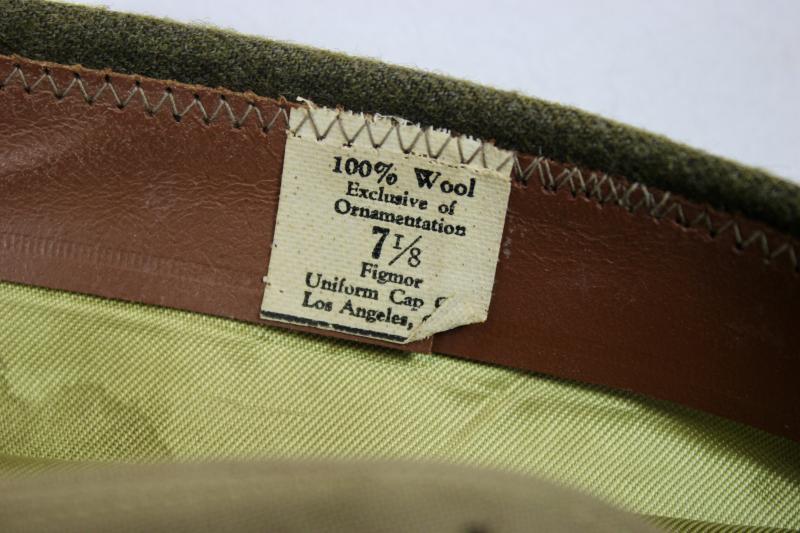 100% Wool
Exclusive of
Ornamentation
7 1/8
Figmor
Uniform Cap
Los Angeles,